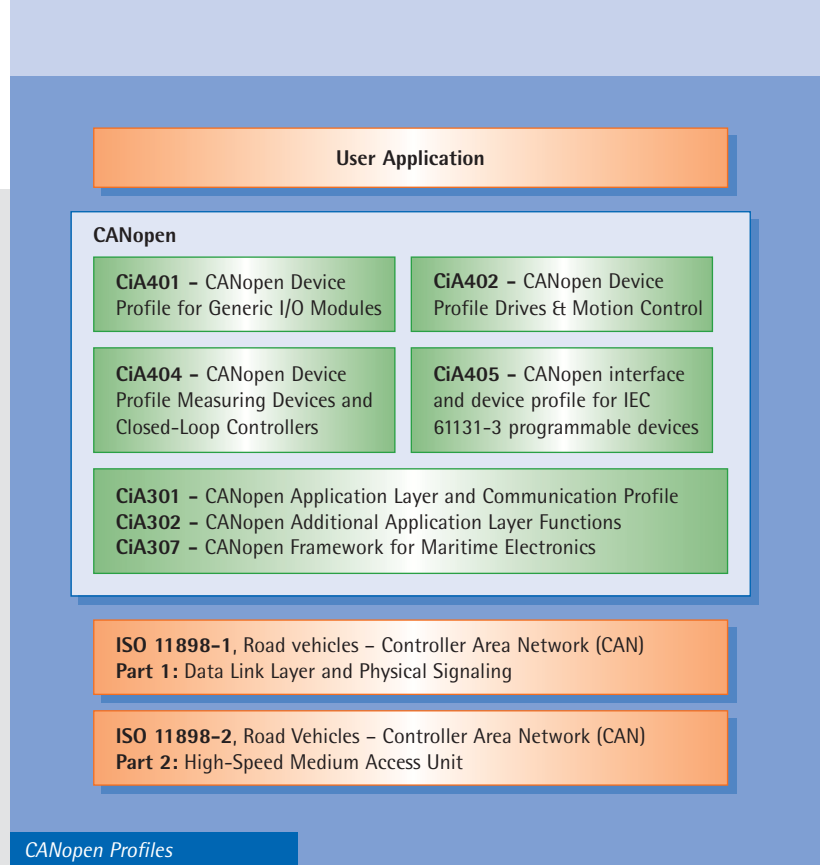 User Application
CANopen
CiA401 – CANopen Device
Profile for Generic I/O Modules
CiA402 – CANopen Device
Profile Drives & Motion Control
CiA404 – CANopen Device
Profile Measuring Devices and
Closed-Loop Controllers
CiA405 – CANopen interface
and device profile for IEC
61131-3 programmable devices
CiA301 – CANopen Application Layer and Communication Profile
CiA302 – CANopen Additional Application Layer Functions
CiA307 – CANopen Framework for Maritime Electronics
ISO 11898-1, Road vehicles – Controller Area Network (CAN)
Part 1: Data Link Layer and Physical Signaling
ISO 11898-2, Road Vehicles – Controller Area Network (CAN)
Part 2: High-Speed Medium Access Unit
CANopen Profiles